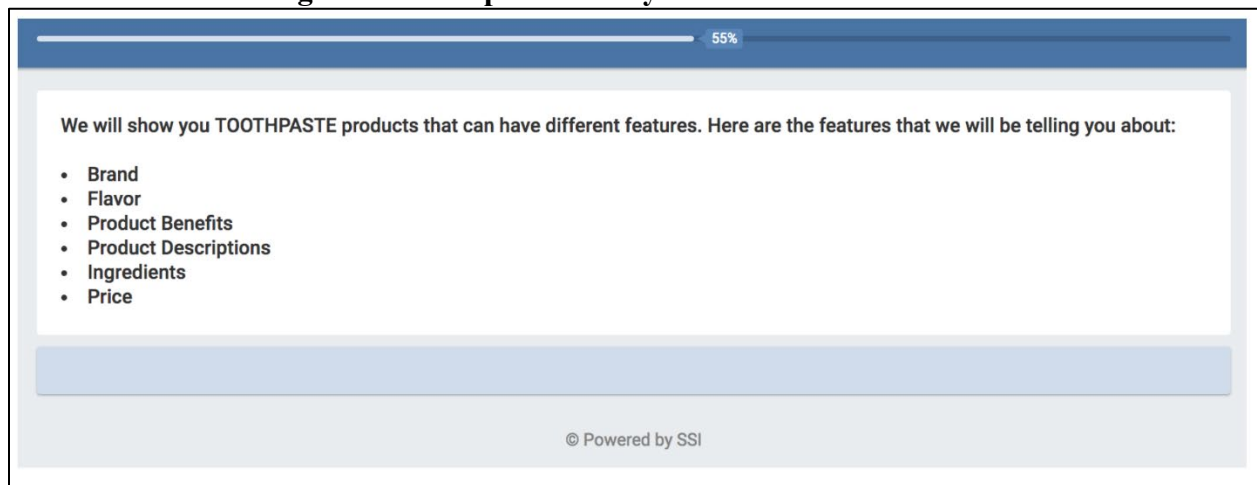 55%
We will show you TOOTHPASTE products that can have different features. Here are the features that we will be telling you about:
• Brand
• Flavor
• Product Benefits
• Product Descriptions
• Ingredients
• Price
© Powered by SSI